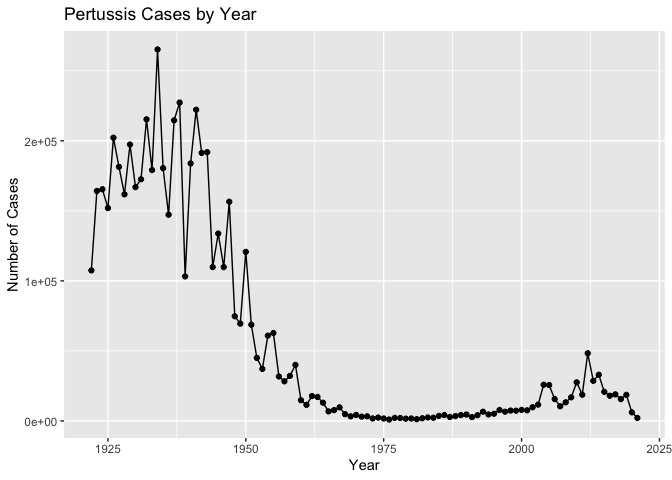 Pertussis Cases by Year
Number of Cases
2e+05
1e+05
0e+00
1925 1950 1975 2000 2025
Year